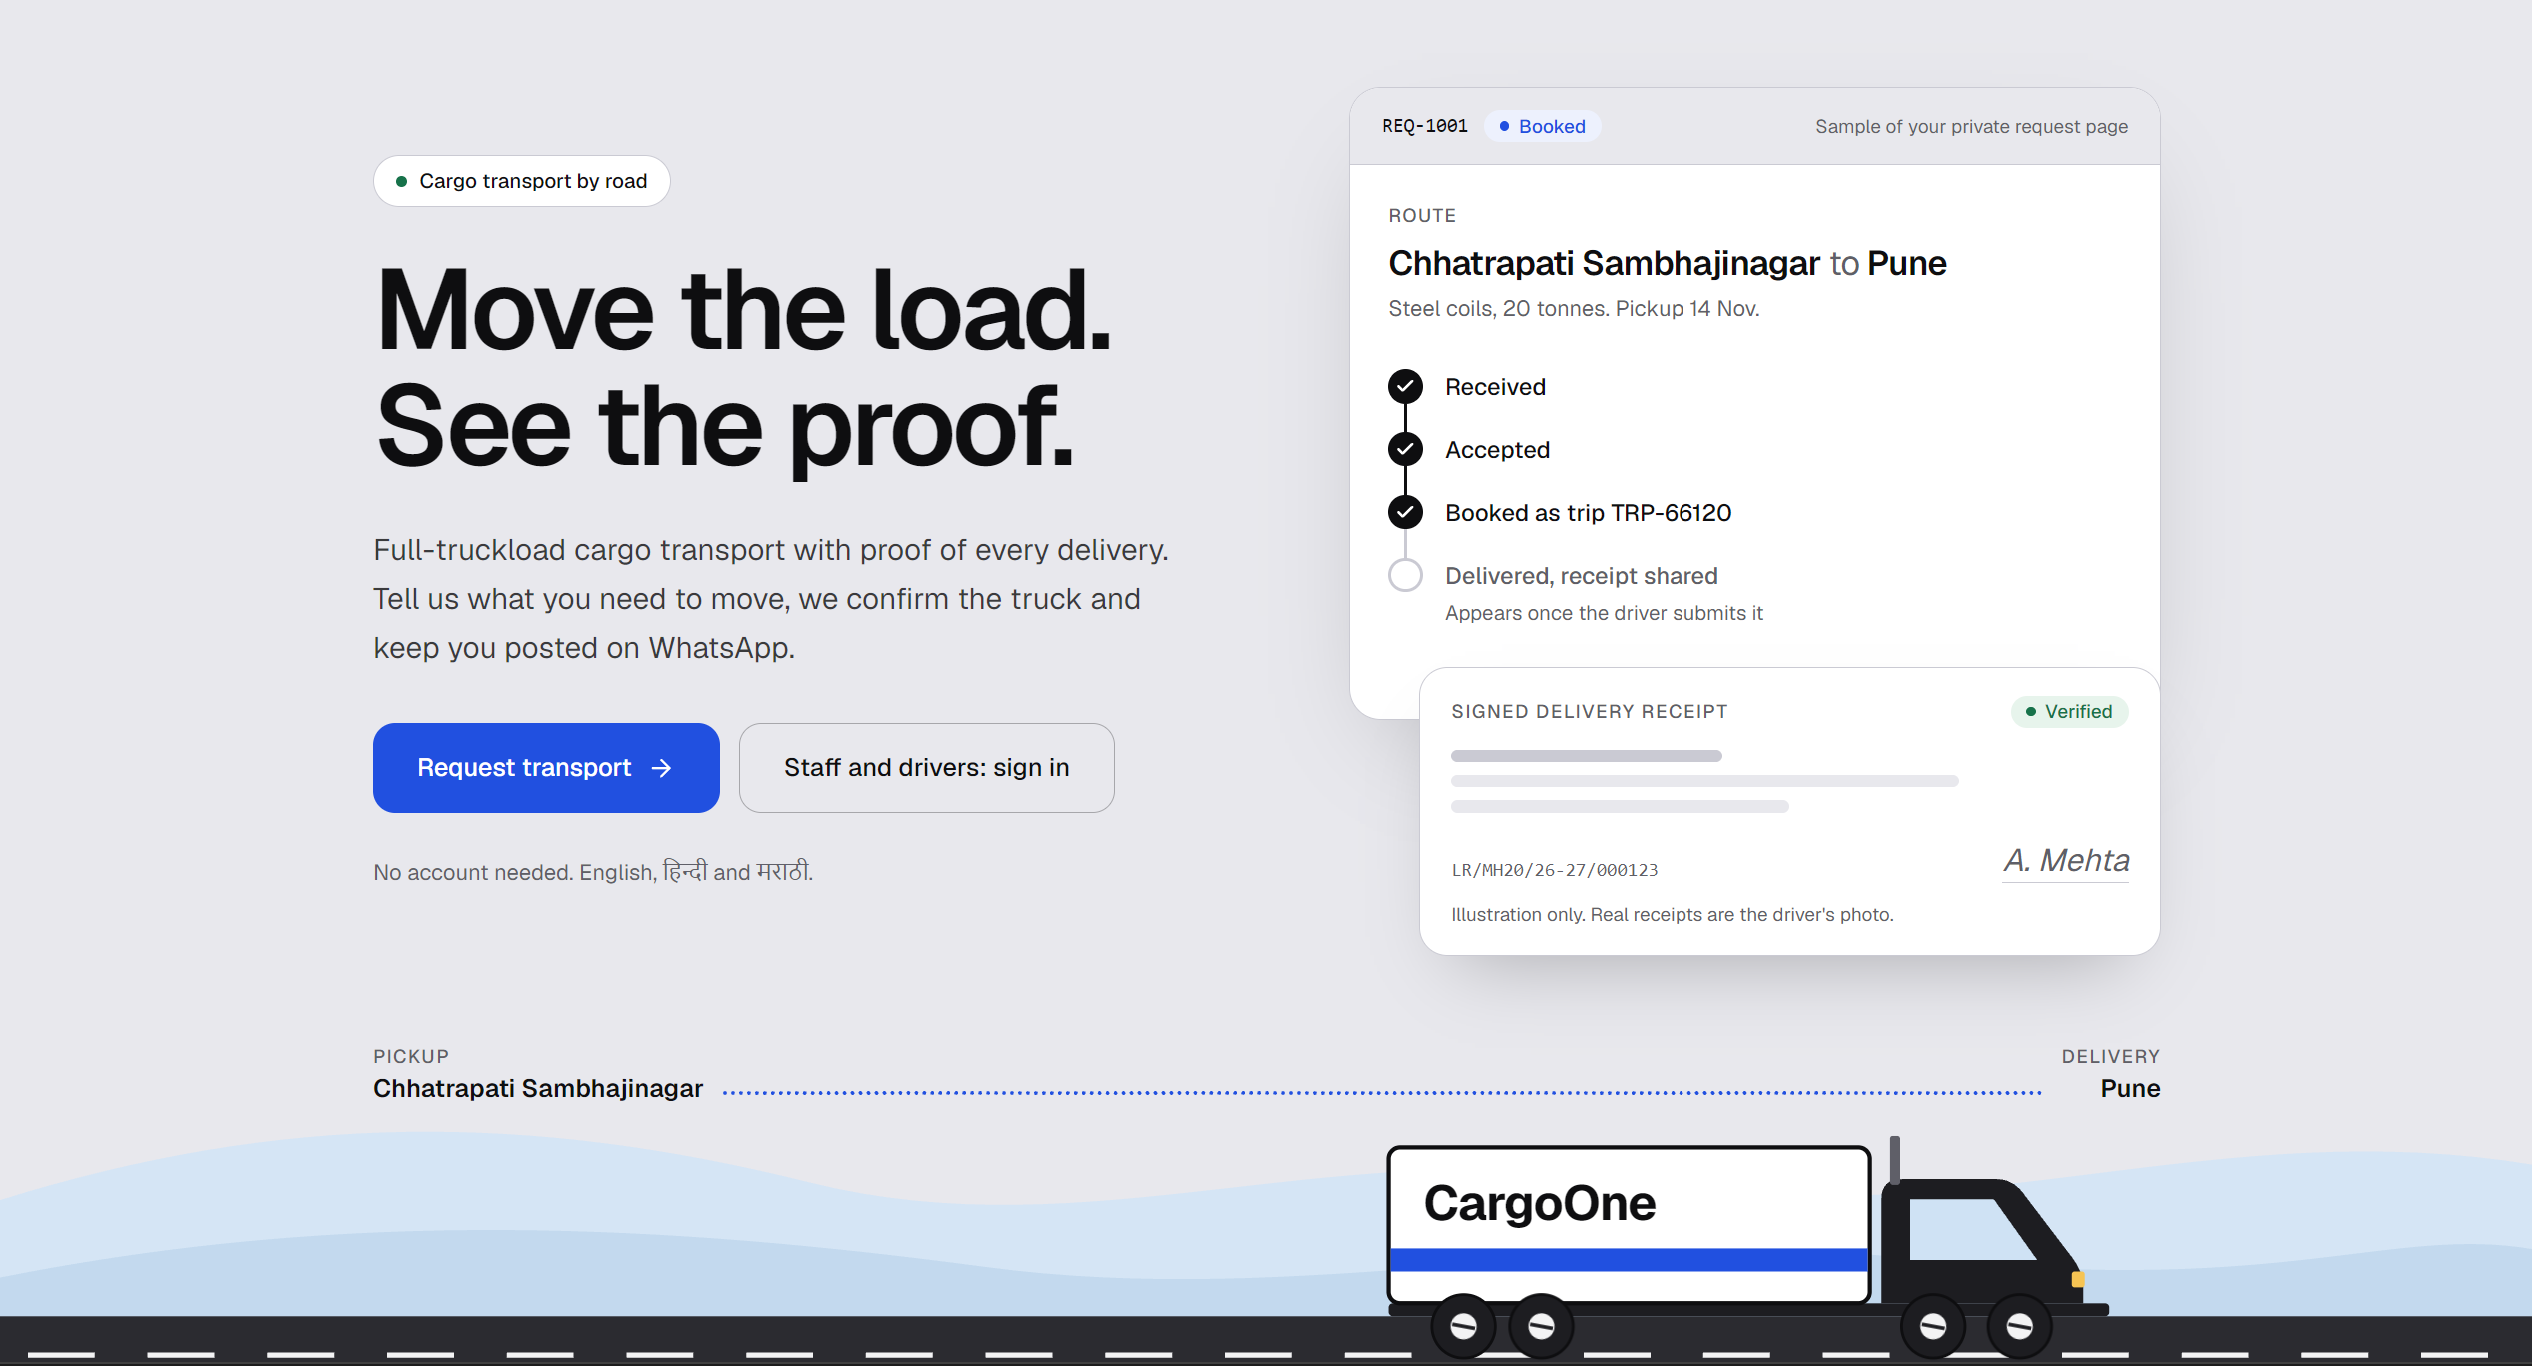 Cargo transport by road
Move the load.
See the proof.
Full-truckload cargo transport with proof of every delivery.
Tell us what you need to move, we confirm the truck and
keep you posted on WhatsApp.
Request transport
Staff and drivers: sign in
No account needed. English, हिन्दी and मराठी.
REQ-1001
Booked
Sample of your private request page
ROUTE
Chhatrapati Sambhajinagar to Pune
Steel coils, 20 tonnes. Pickup 14 Nov.
Received
Accepted
Booked as trip TRP-66120
Delivered, receipt shared
Appears once the driver submits it
SIGNED DELIVERY RECEIPT
Verified
LR/MH20/26-27/000123
A. Mehta
Illustration only. Real receipts are the driver's photo.
PICKUP
Chhatrapati Sambhajinagar
DELIVERY
Pune
CargoOne